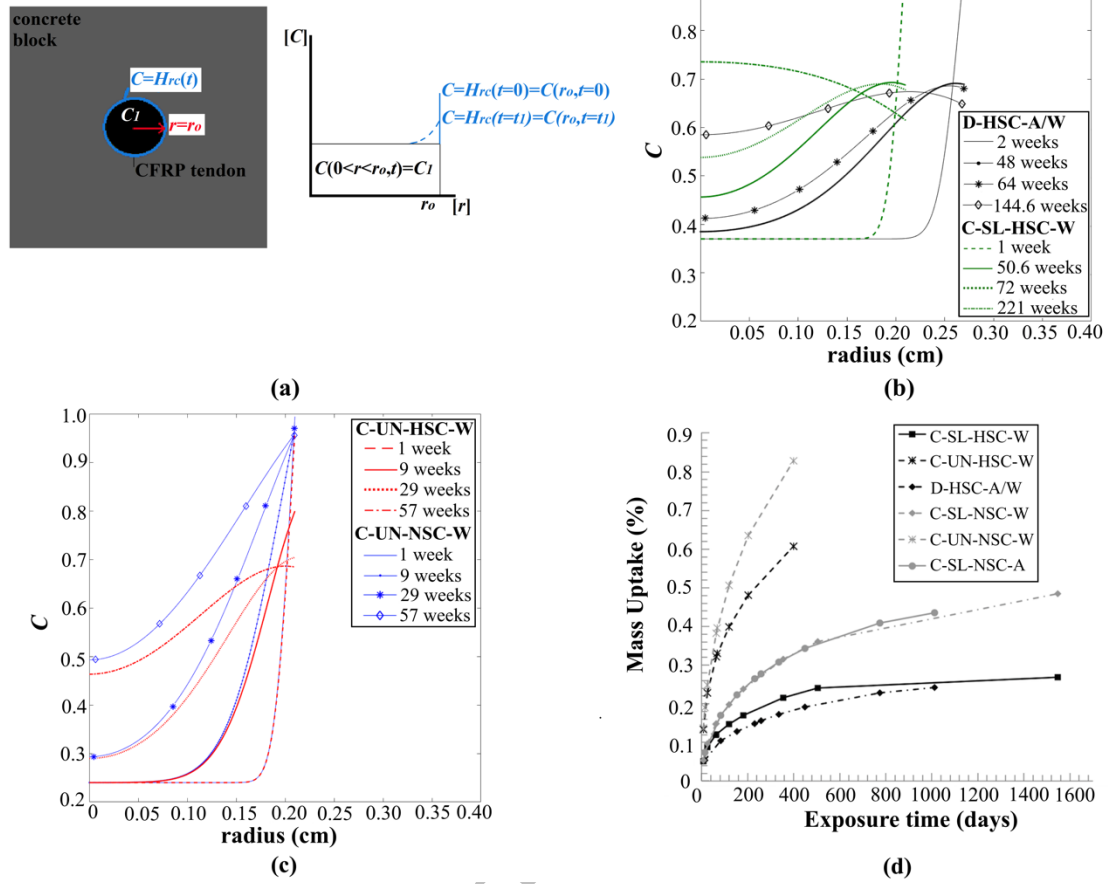 concrete
block
C=Hrc(t)
C1
r=ro
CFRP tendon
[C]
C=Hrc(t=0)=C(ro,t=0)
C=Hrc(t=t1)=C(ro,t=t1)
C(0<r<ro,t)=C1
ro
[r]
(a)
0.8
0.7
0.6
0.5
0.4
0.3
0.2
C
D-HSC-A/W
2 weeks
48 weeks
64 weeks
144.6 weeks
C-SL-HSC-W
1 week
50.6 weeks
72 weeks
221 weeks
0.05 0.10 0.15 0.20 0.25 0.30 0.35 0.40
radius (cm)
(b)
1.0
0.9
0.8
0.7
0.6
0.5
0.4
0.3
0.2
C
C-UN-HSC-W
1 week
9 weeks
29 weeks
57 weeks
C-UN-NSC-W
1 week
9 weeks
29 weeks
57 weeks
0 0.05 0.10 0.15 0.20 0.25 0.30 0.35 0.40
radius (cm)
(c)
0.9
0.8
0.7
0.6
0.5
0.4
0.3
0.2
0.1
0
Mass Uptake (%)
C-SL-HSC-W
C-UN-HSC-W
D-HSC-A/W
C-SL-NSC-W
C-UN-NSC-W
C-SL-NSC-A
0 200 400 600 800 1000 1200 1400 1600
Exposure time (days)
(d)